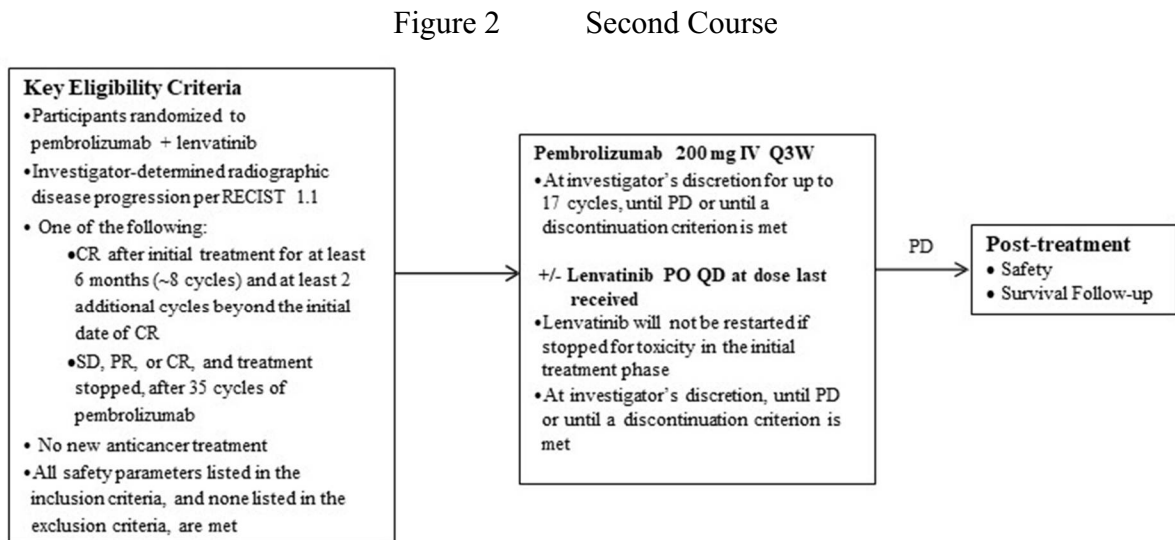 Figure 2 Second Course
Key Eligibility Criteria
•Participants randomized to
pembrolizumab + lenvatinib
•Investigator-determined radiographic
disease progression per RECIST 1.1
• One of the following:
•CR after initial treatment for at least
6 months (~8 cycles) and at least 2
additional cycles beyond the initial
date of CR
•SD, PR, or CR, and treatment
stopped, after 35 cycles of
pembrolizumab
• No new anticancer treatment
•All safety parameters listed in the
inclusion criteria, and none listed in the
exclusion criteria, are met
Pembrolizumab 200 mg IV Q3W
•At investigator's discretion for up to
17 cycles, until PD or until a
discontinuation criterion is met
+/- Lenvatinib PO QD at dose last
received
•Lenvatinib will not be restarted if
stopped for toxicity in the initial
treatment phase
•At investigator's discretion, until PD
or until a discontinuation criterion is
met
PD
Post-treatment
• Safety
• Survival Follow-up